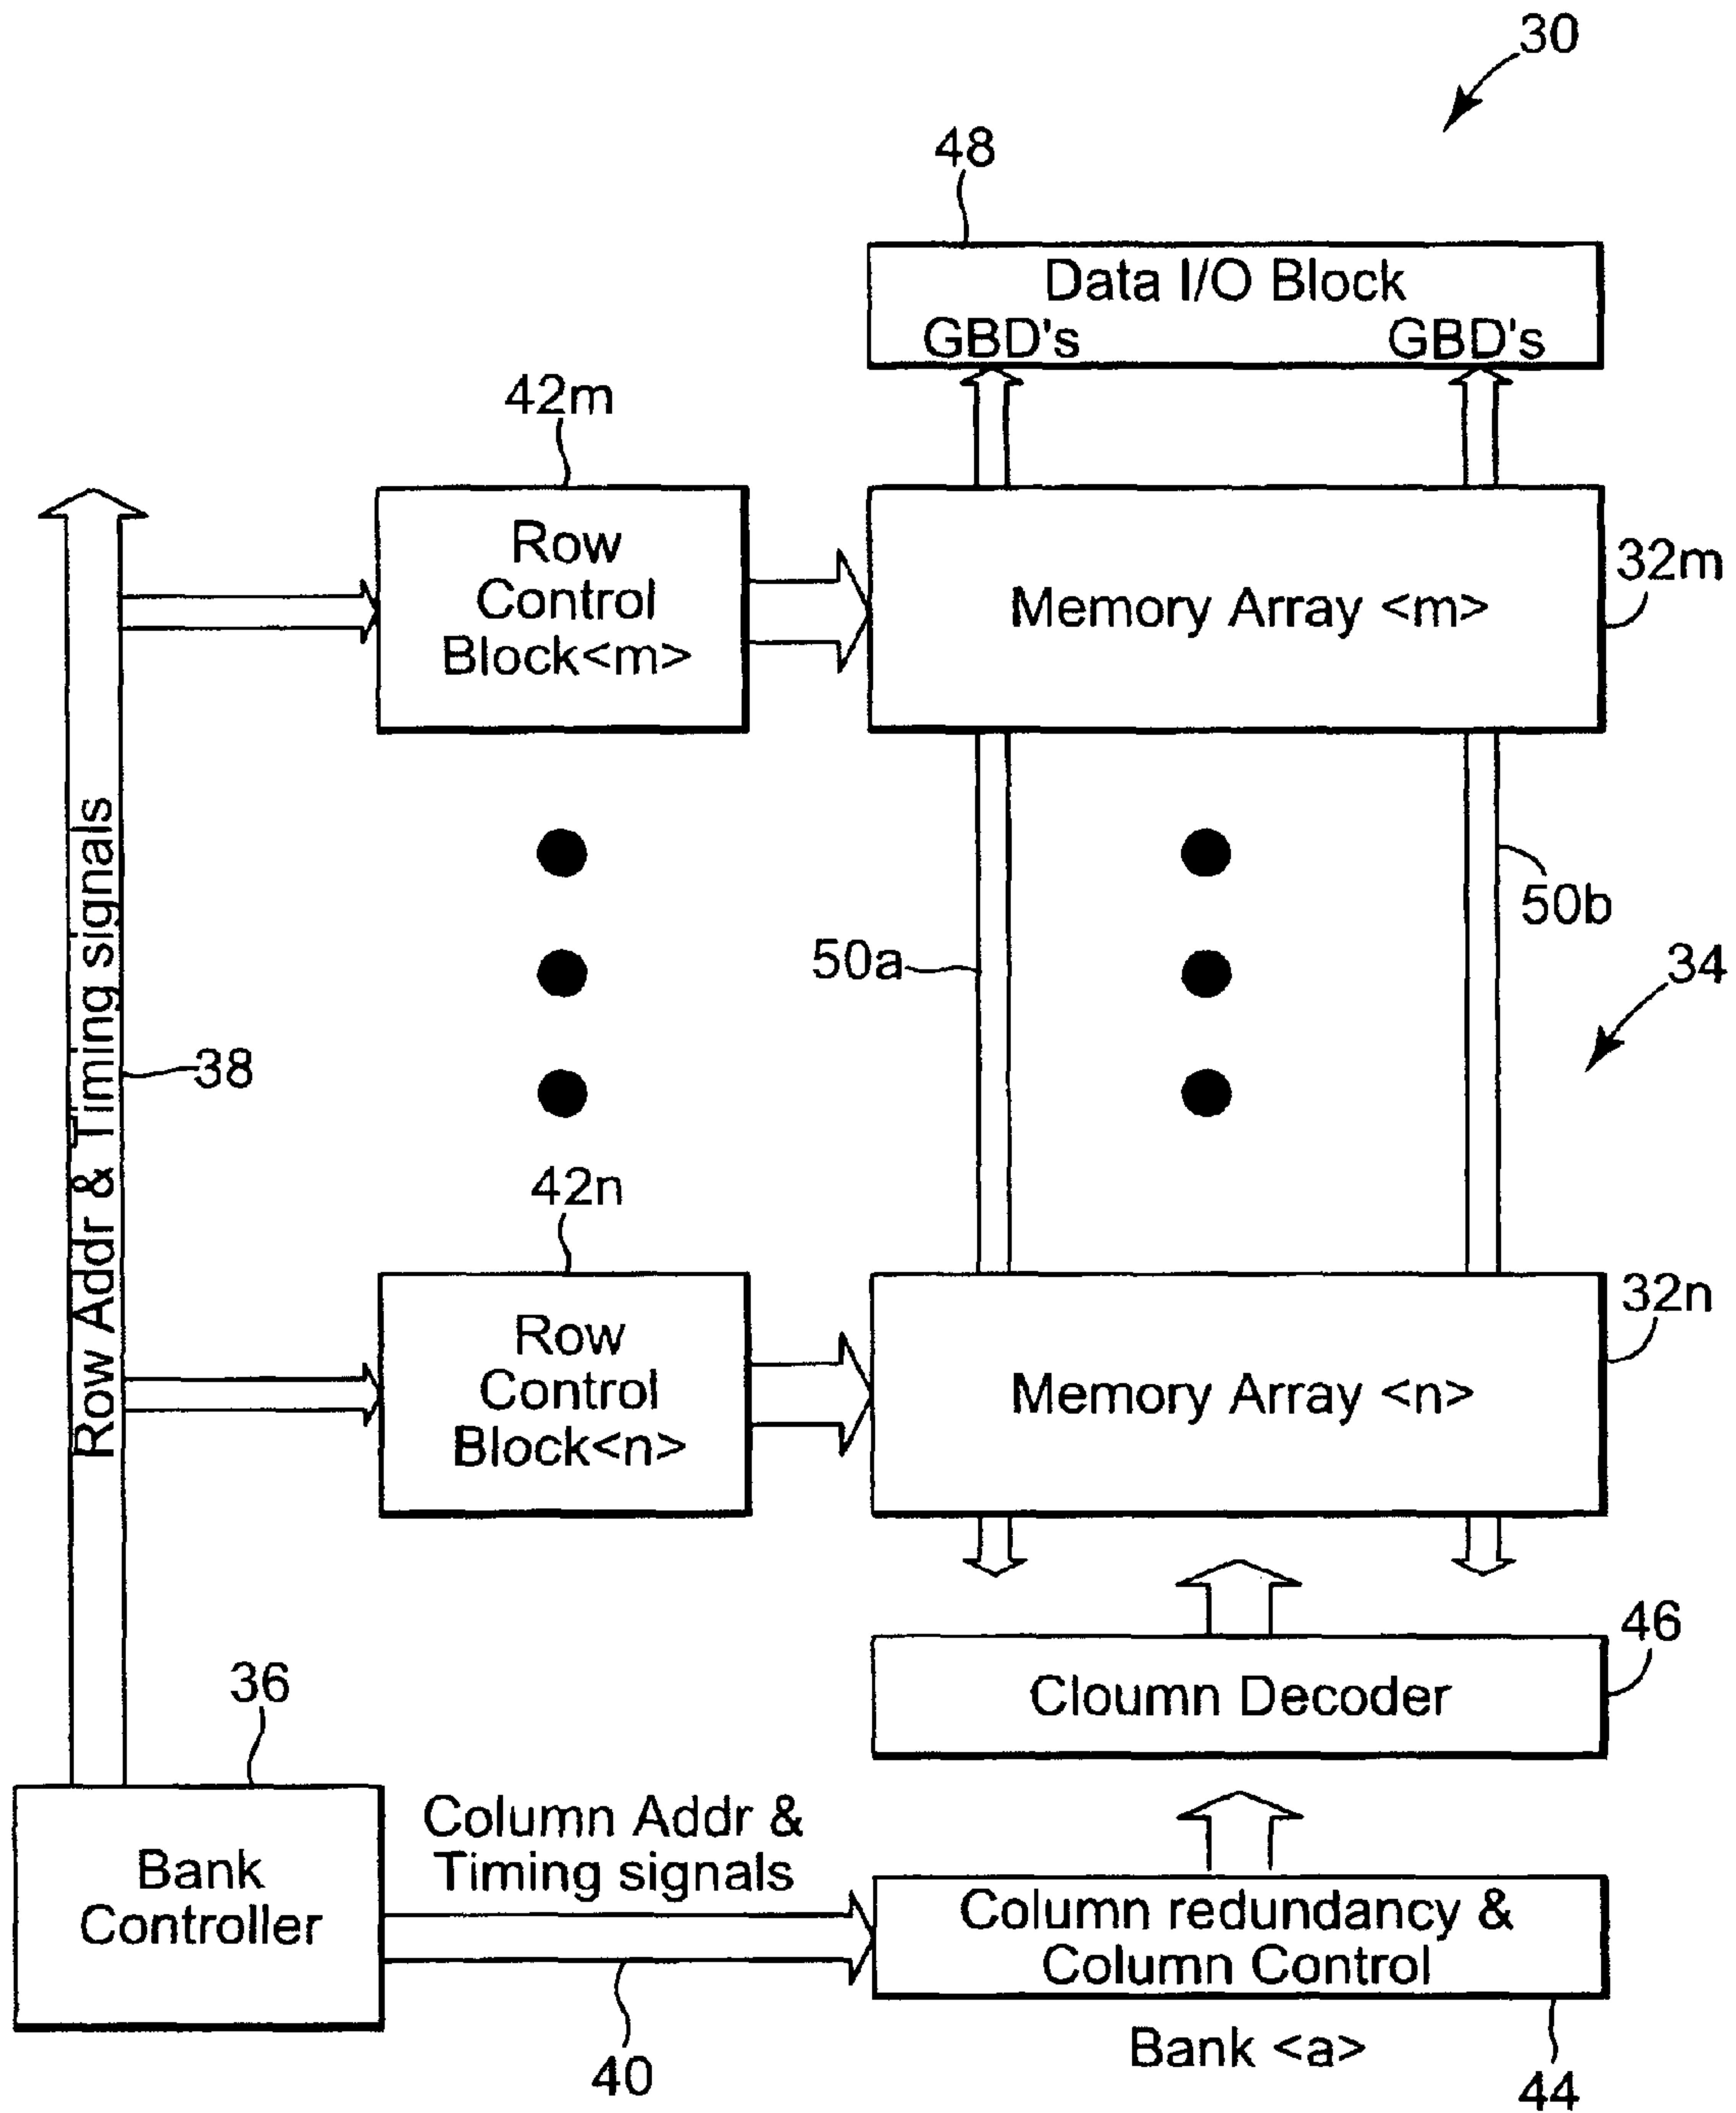 30
48
Data I/O Block
GBD's GBD's
42m
Row
Control
Block<m>
32m
Memory Array <m>
50b
50a
34
Row Addr & Timing signals
38
42n
Row
Control
Block<n>
32n
Memory Array <n>
46
Cloumn Decoder
36
Bank
Controller
Column Addr &
Timing signals
40
Column redundancy &
Column Control
Bank <a>
44